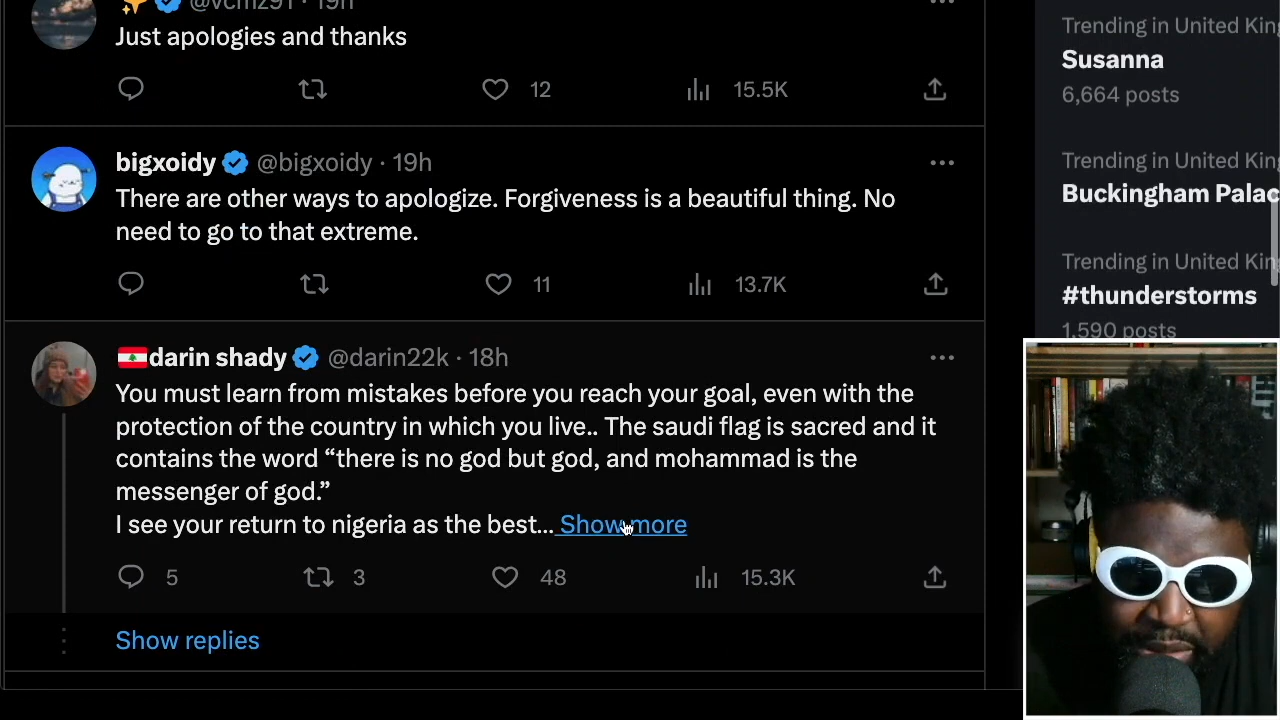 @vcmz91 · 19h
Just apologies and thanks
12
15.5K
bigxoidy @bigxoidy · 19h
There are other ways to apologize. Forgiveness is a beautiful thing. No
need to go to that extreme.
11
13.7K
darin shady @darin22k · 18h
You must learn from mistakes before you reach your goal, even with the
protection of the country in which you live.. The saudi flag is sacred and it
contains the word “there is no god but god, and mohammad is the
messenger of god.”
I see your return to nigeria as the best... Show more
5
3
48
15.3K
Show replies
Trending in United King
Susanna
6,664 posts
Trending in United King
Buckingham Palac
Trending in United King
#thunderstorms
1,590 posts